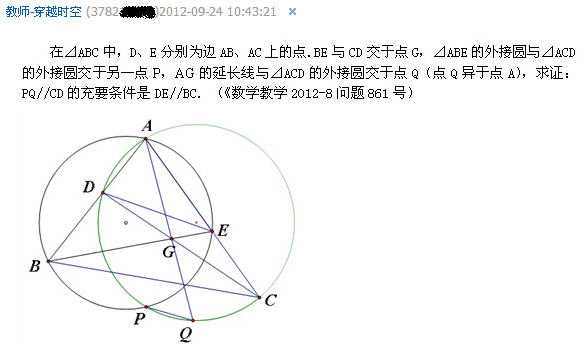 教师-穿越时空 (3782 )2012-09-24 10:43:21 ×
在⊿ABC 中，D、E 分别为边 AB、AC 上的点.BE 与 CD 交于点 G，⊿ABE 的外接圆与⊿ACD
的外接圆交于另一点 P，AG 的延长线与⊿ACD 的外接圆交于点 Q（点 Q 异于点 A），求证：
PQ//CD 的充要条件是 DE//BC. （《数学教学 2012-8 问题 861 号）
A
D
E
G
B
C
P
Q